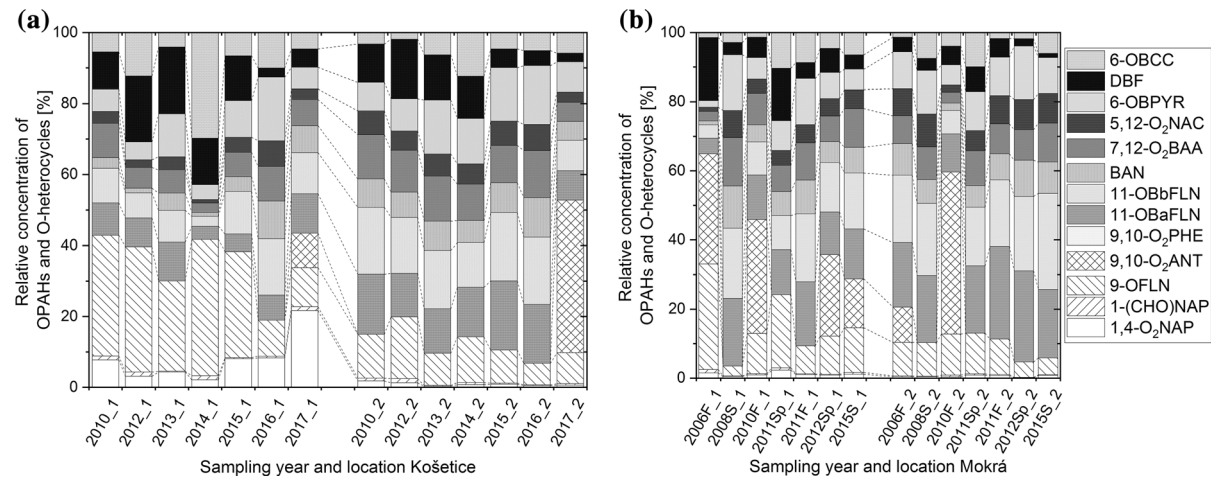 (a)
Relative concentration of
OPAHs and O-heterocycles [%]
100
80
60
40
20
0
2010_1
2012_1
2013_1
2014_1
2015_1
2016_1
2017_1
2010_2
2012_2
2013_2
2014_2
2015_2
2016_2
2017_2
Sampling year and location Košetice
(b)
Relative concentration of
OPAHs and O-heterocycles [%]
100
80
60
40
20
0
2006F_1
2008S_1
2010F_1
2011Sp_1
2011F_1
2012Sp_1
2015S_1
2006F_2
2008S_2
2010F_2
2011Sp_2
2011F_2
2012Sp_2
2015S_2
Sampling year and location Mokrá
6-OBCC
DBF
6-OBPYR
5,12-O₂NAC
7,12-O₂BAA
BAN
11-OBbFLN
11-OBaFLN
9,10-O₂PHE
9,10-O₂ANT
9-OFLN
1-(CHO)NAP
1,4-O₂NAP